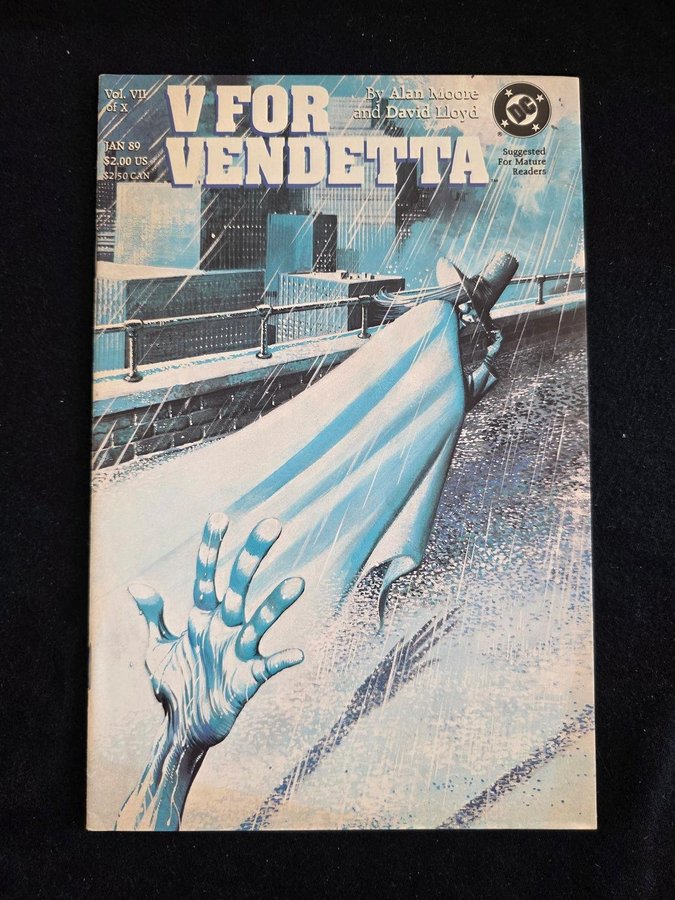 Vol. VII
of X
JAN 89
$2.00 US
$2.50 CAN
V FOR
VENDETTA™
By Alan Moore
and David Lloyd
DC
®
Suggested
For Mature
Readers